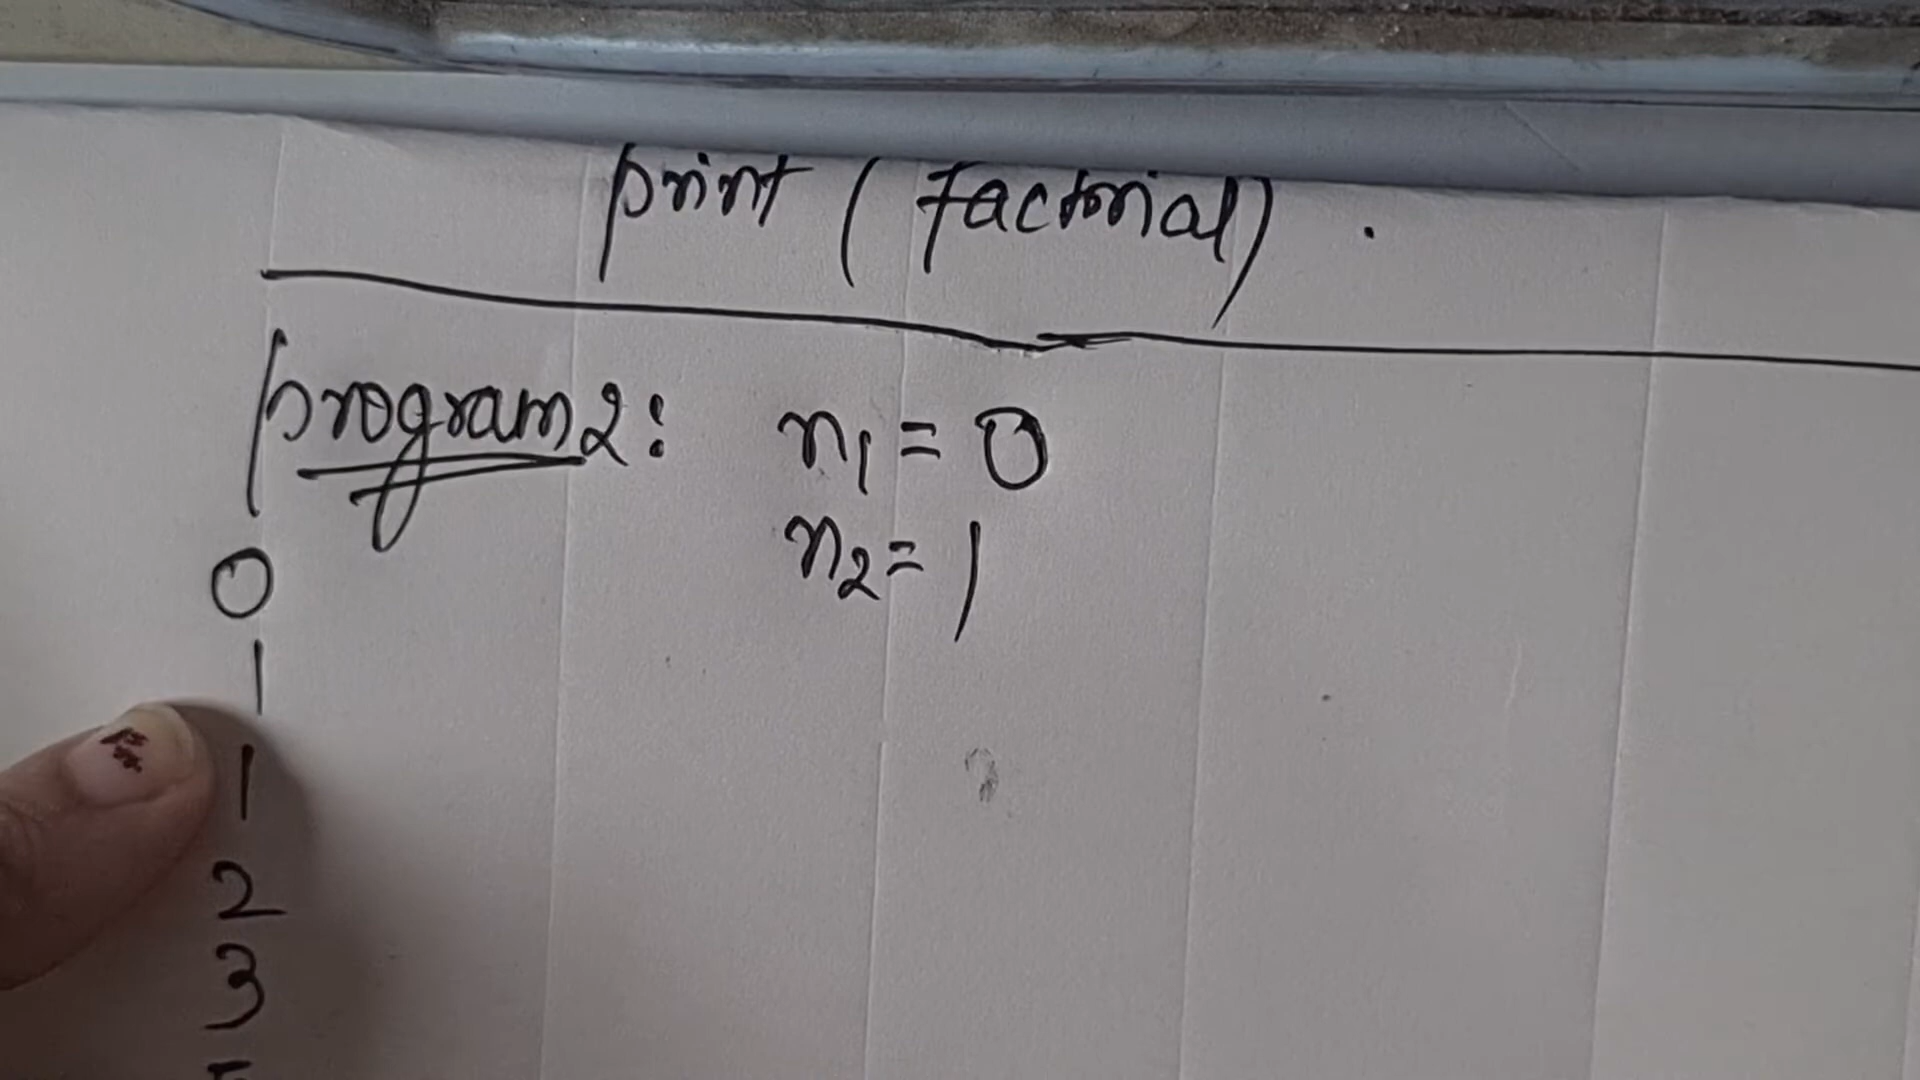 print (Factorial) .
program2: n1 = 0
n2 = 1
0
1
1
2
3